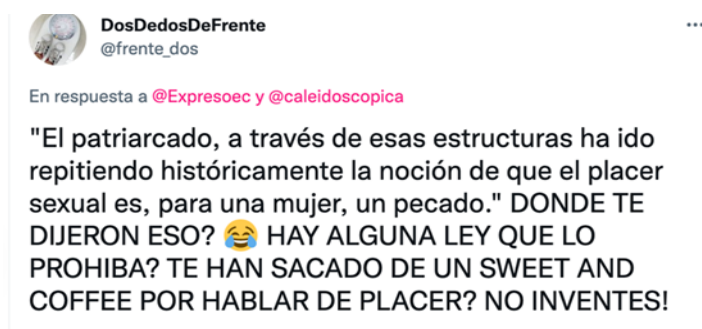 DosDedosDeFrente
@frente_dos
En respuesta a @Expresoec y @caleidoscopica
"El patriarcado, a través de esas estructuras ha ido
repitiendo históricamente la noción de que el placer
sexual es, para una mujer, un pecado." DONDE TE
DIJERON ESO? 😂 HAY ALGUNA LEY QUE LO
PROHIBA? TE HAN SACADO DE UN SWEET AND
COFFEE POR HABLAR DE PLACER? NO INVENTES!